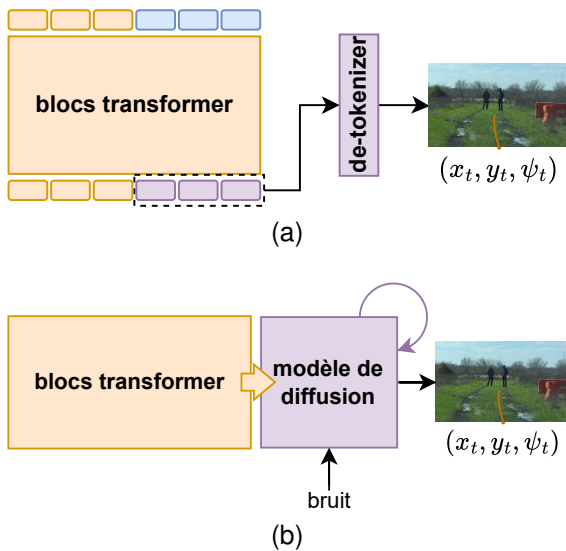 blocs transformer
de-tokenizer
(x_t, y_t, ψ_t)
(a)
blocs transformer
modèle de
diffusion
(x_t, y_t, ψ_t)
bruit
(b)